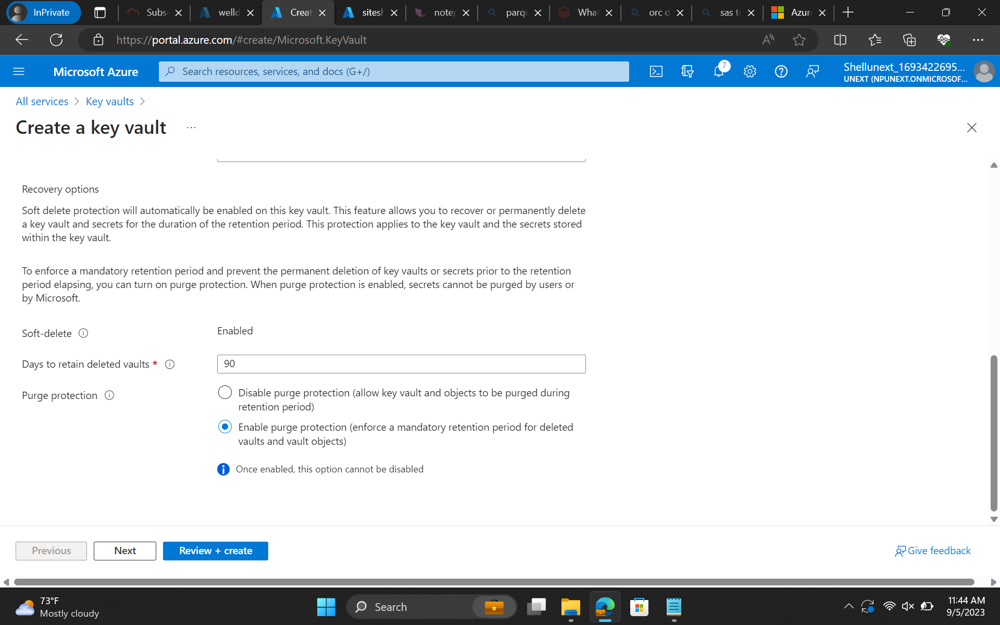 InPrivate
Subs
welld
Creat
sitesh
notep
parqu
What
orc d
sas to
Azure
https://portal.azure.com/#create/Microsoft.KeyVault
Microsoft Azure
Search resources, services, and docs (G+/)
7
Shellunext_1693422695...
UNEXT (NPUNEXT.ONMICROSOF...
All services > Key vaults >
Create a key vault ...
Recovery options
Soft delete protection will automatically be enabled on this key vault. This feature allows you to recover or permanently delete
a key vault and secrets for the duration of the retention period. This protection applies to the key vault and the secrets stored
within the key vault.
To enforce a mandatory retention period and prevent the permanent deletion of key vaults or secrets prior to the retention
period elapsing, you can turn on purge protection. When purge protection is enabled, secrets cannot be purged by users or
by Microsoft.
Soft-delete
Enabled
Days to retain deleted vaults *
90
Purge protection
Disable purge protection (allow key vault and objects to be purged during
retention period)
Enable purge protection (enforce a mandatory retention period for deleted
vaults and vault objects)
Once enabled, this option cannot be disabled
Previous
Next
Review + create
Give feedback
73°F
Mostly cloudy
Search
11:44 AM
9/5/2023